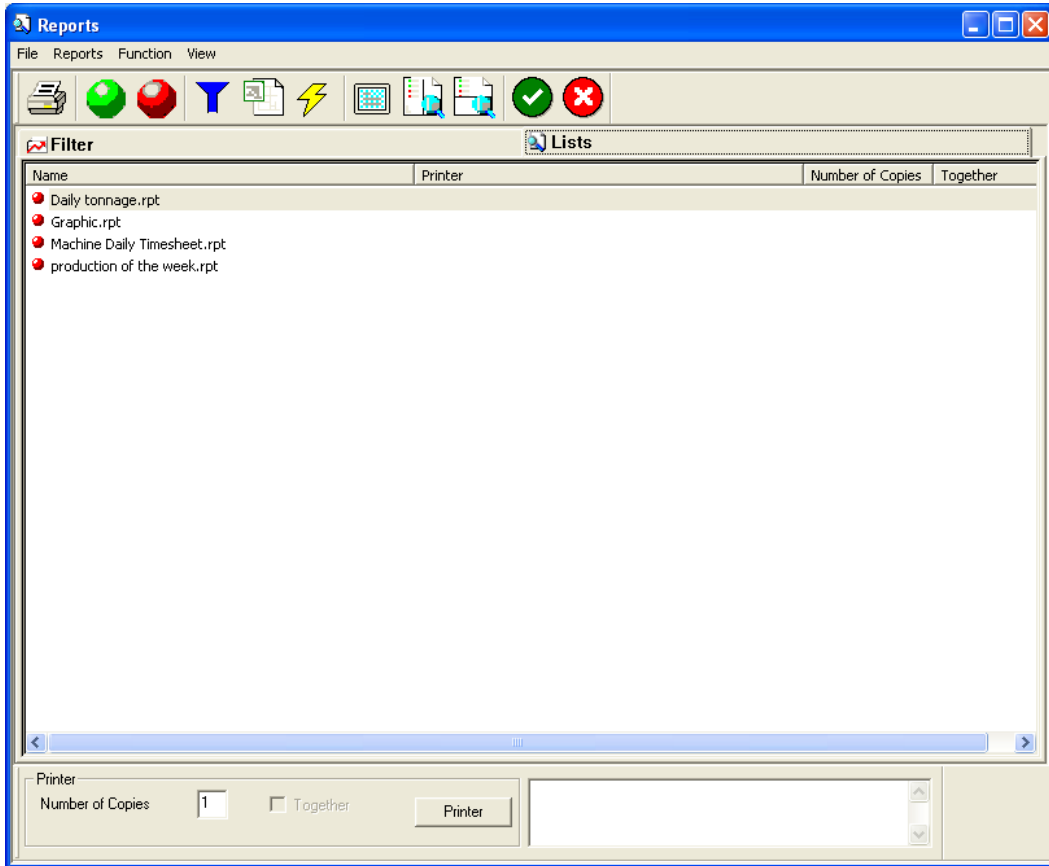 Reports
File Reports Function View
Filter Lists
Name Printer Number of Copies Together
Daily tonnage.rpt
Graphic.rpt
Machine Daily Timesheet.rpt
production of the week.rpt
Printer
Number of Copies 1 Together Printer